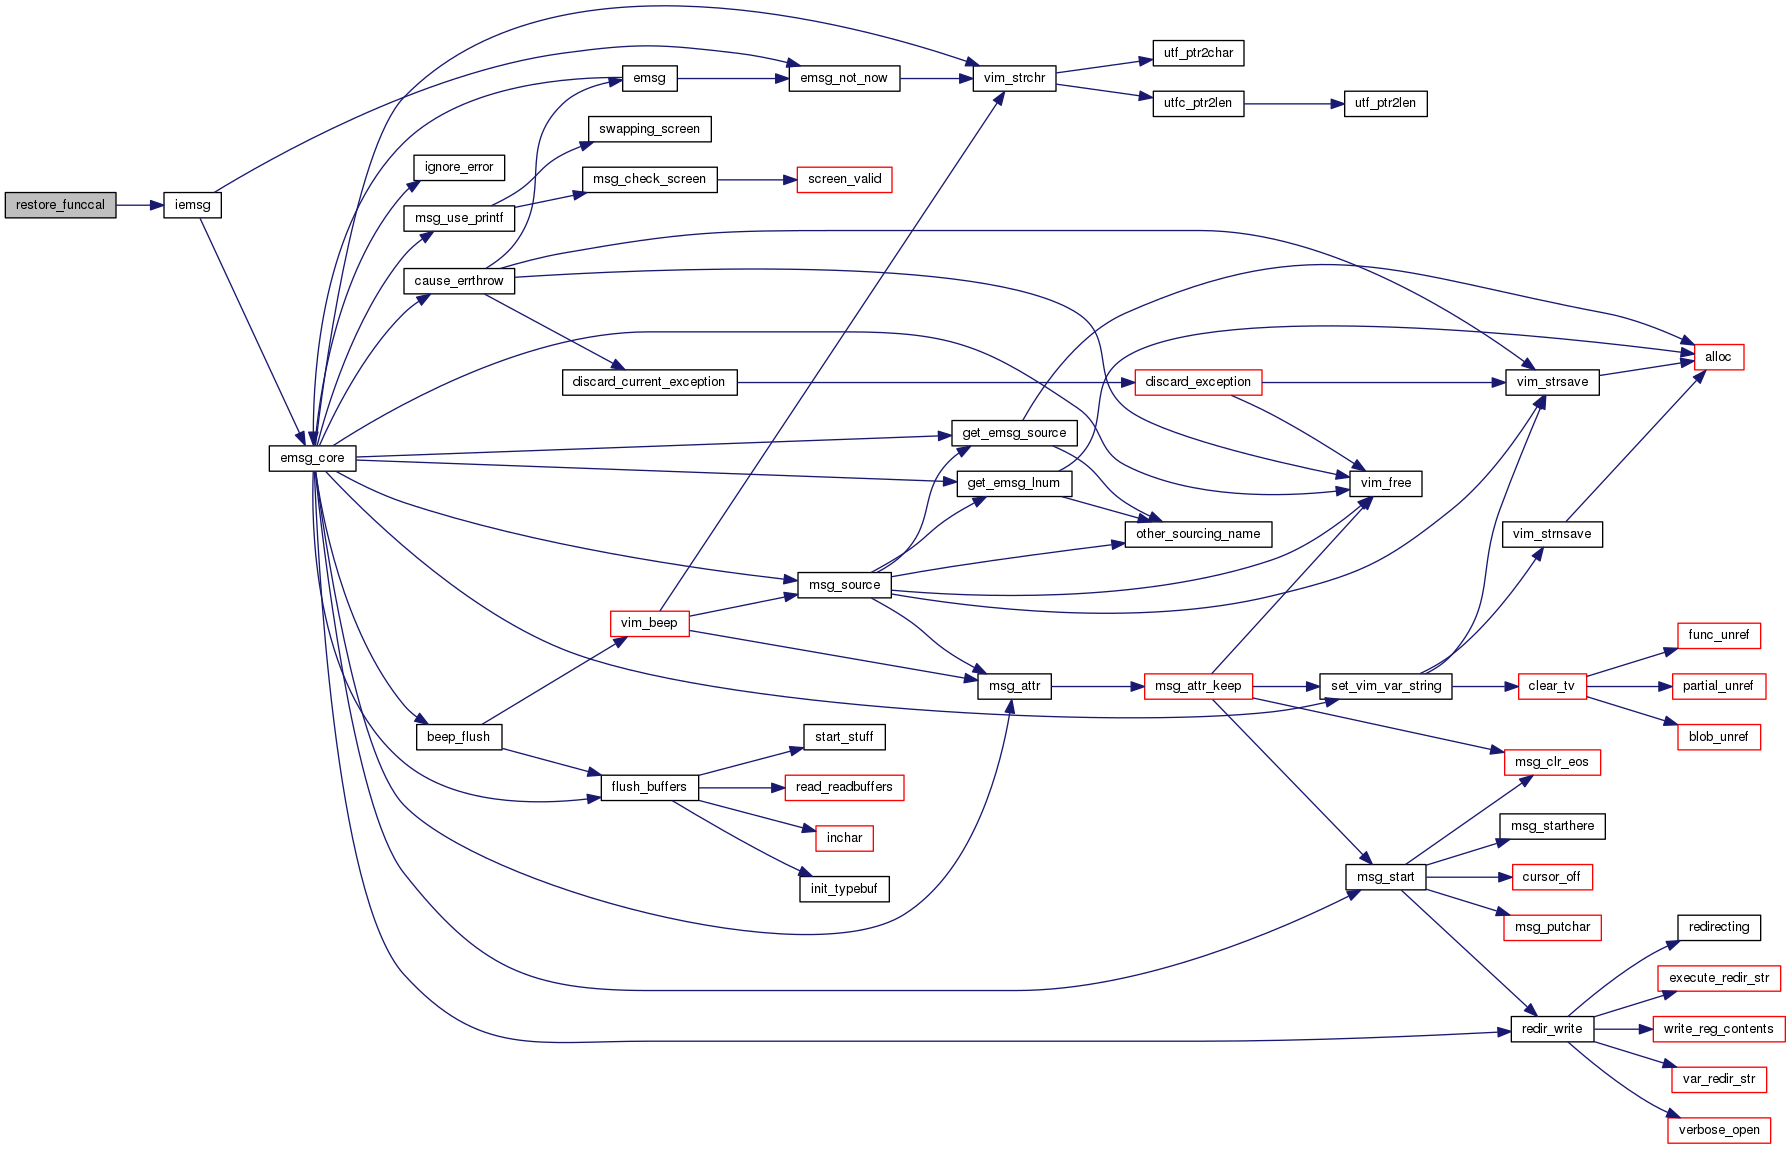 restore_funccal
iemsg
emsg_core
emsg
ignore_error
msg_use_printf
cause_errthrow
beep_flush
swapping_screen
msg_check_screen
discard_current_exception
vim_beep
flush_buffers
emsg_not_now
screen_valid
msg_source
start_stuff
read_readbuffers
inchar
init_typebuf
vim_strchr
get_emsg_source
get_emsg_lnum
msg_attr
utf_ptr2char
utfc_ptr2len
discard_exception
other_sourcing_name
msg_attr_keep
utf_ptr2len
vim_free
set_vim_var_string
msg_start
vim_strsave
vim_strnsave
clear_tv
msg_clr_eos
msg_starthere
cursor_off
msg_putchar
redir_write
alloc
func_unref
partial_unref
blob_unref
redirecting
execute_redir_str
write_reg_contents
var_redir_str
verbose_open